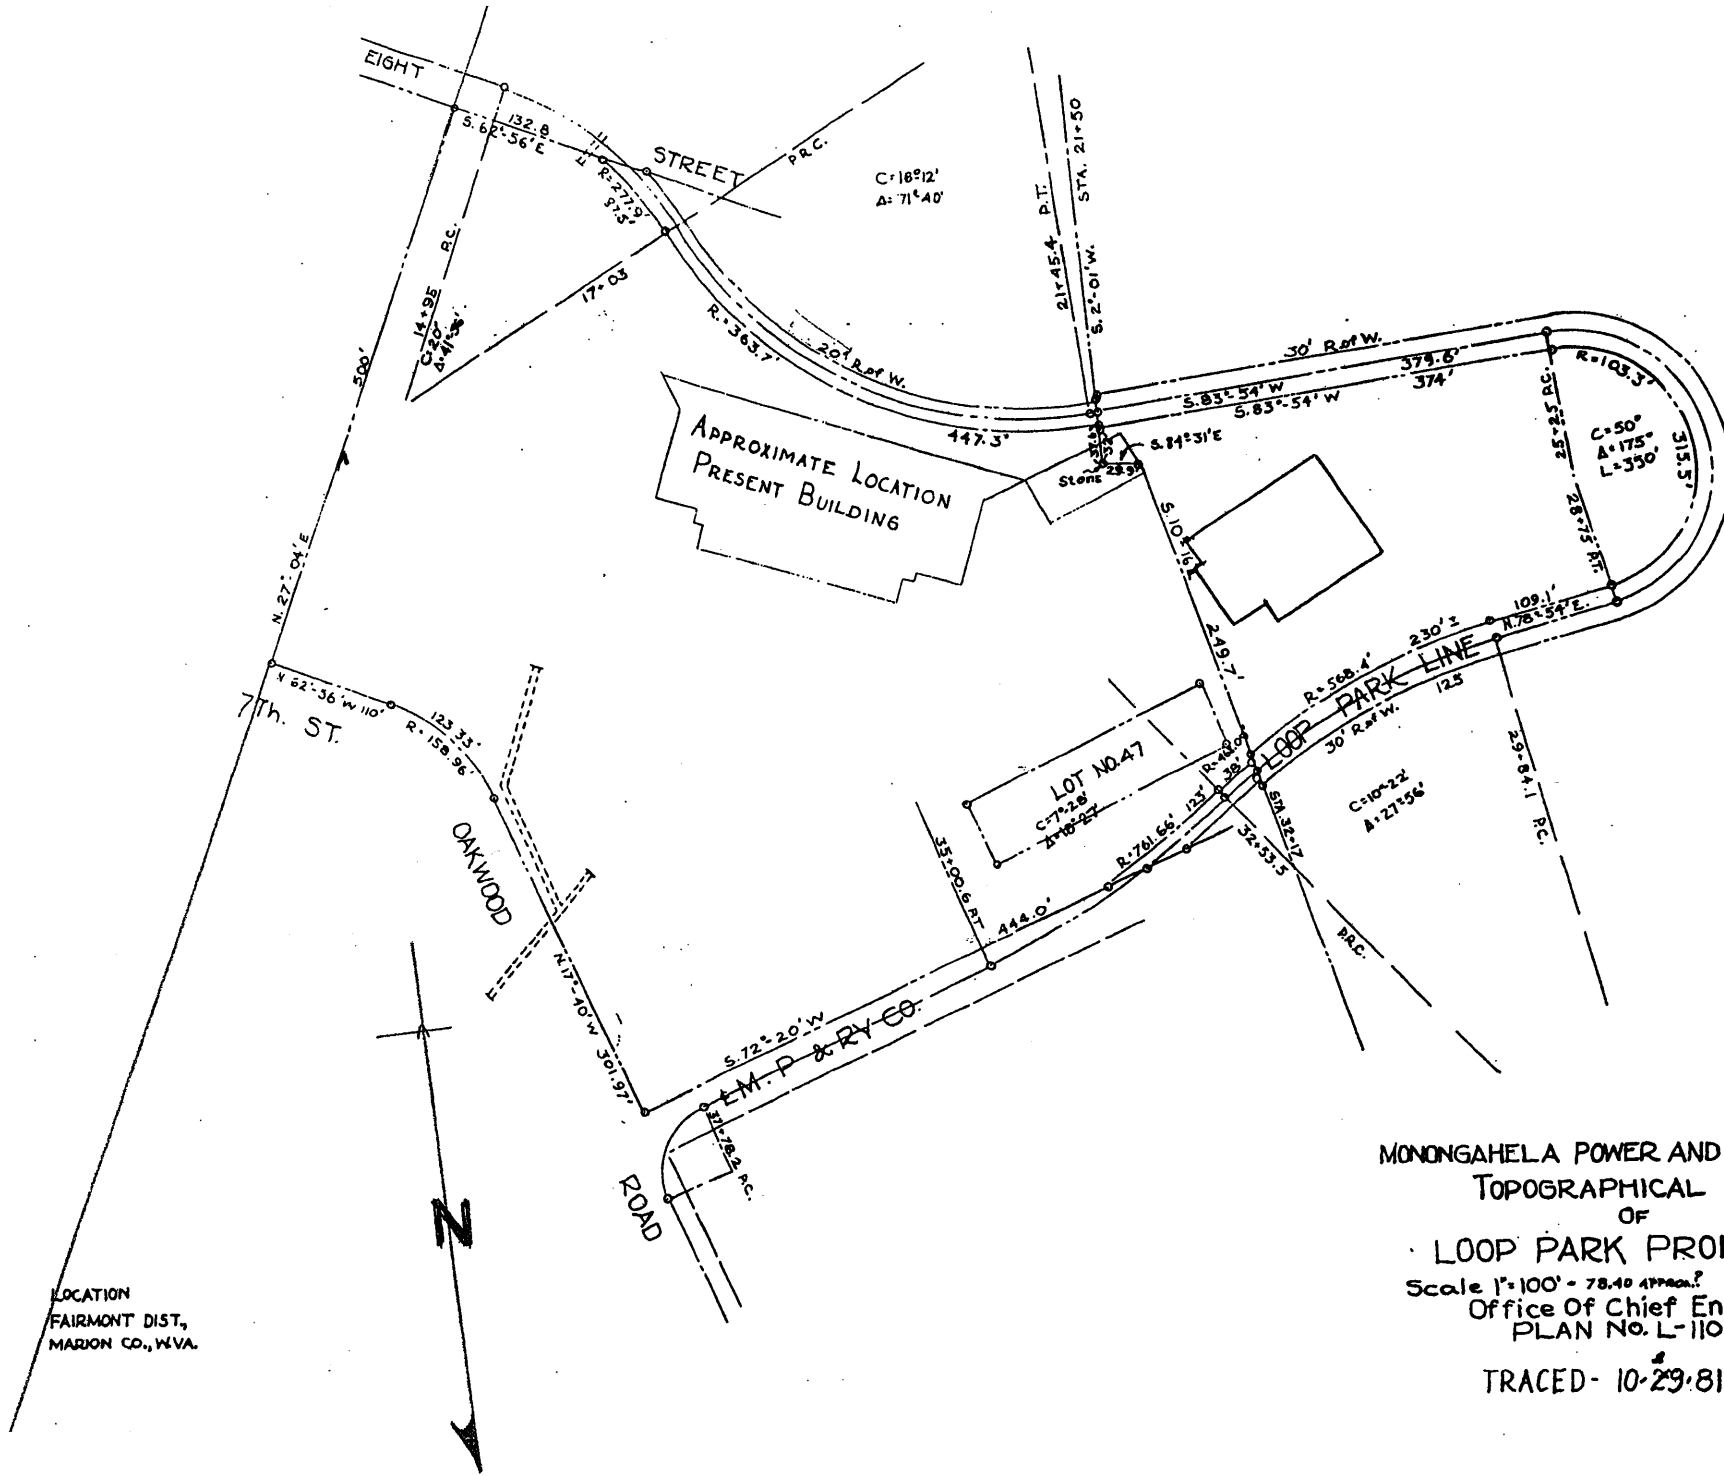 EIGHT
STREET
132.8
S. 62°-56' E
R=277.9'
97.5'
P.R.C.
17+03
C=18°12'
Δ=71°40'
21+45.4 P.T.
STA. 21+50
S. 2°-01' W.
14+95 P.C.
C=20°
Δ=41°36'
500'
N. 27°-04' E
R.=363.7'
20' R.of W.
447.3'
APPROXIMATE LOCATION
PRESENT BUILDING
30' R.of W.
379.6'
S. 83°-54' W
374'
S. 83°-54' W
R=103.3'
25+25 P.C.
C=50°
Δ=175°
L=350'
315.5'
28+75 P.T.
S. 84°31'E
Stone
29.9'
S. 10°-16'
249.7'
109.1'
N. 78°-54' E.
230' ±
R=568.4'
LOOP PARK LINE
125
30' R.of W.
29+84.1 P.C.
C=10°22'
Δ=27°56'
N 62°-56' W 110'
7Th. ST.
123.33'
R=158.96'
OAKWOOD
N. 17°-40' W 301.97'
LOT NO. 47
C=7°-28'
38'
123'
R=761.66'
STA. 32+17
32+53.5
P.R.C.
35+00.6 P.T.
444.0'
S. 72°-20' W
M. P & RY CO.
37+78.2 P.C.
ROAD
N
LOCATION
FAIRMONT DIST.,
MARION CO., W.VA.
MONONGAHELA POWER AND
TOPOGRAPHICAL
OF
LOOP PARK PRO
Scale 1"=100' - 78.40 APPROX.?
Office Of Chief En
PLAN No. L-110
TRACED - 10-29-81